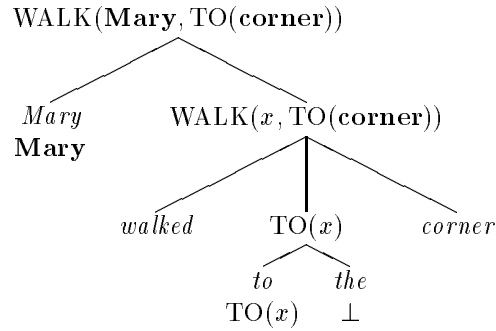 WALK(Mary, TO(corner))
Mary WALK(x, TO(corner))
Mary
walked TO(x) corner
to the
TO(x) ⊥